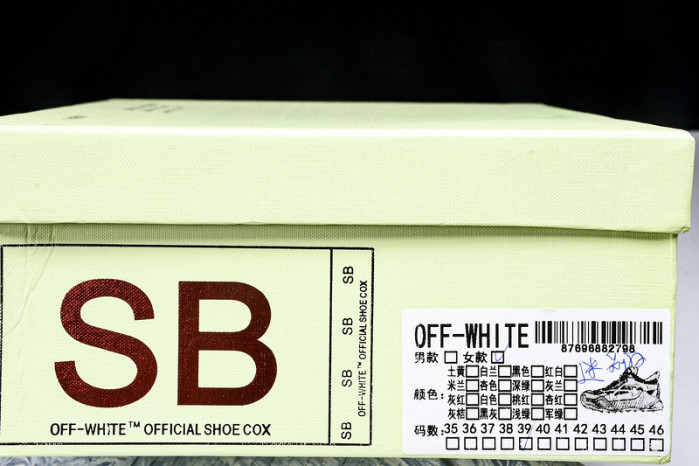 SB
OFF-WHITE™ OFFICIAL SHOE COX
SB
SB
SB
SB
OFF-WHITE™ OFFICIAL SHOE COX
OFF-WHITE
87696882798
男款 女款
颜色:
土黄 白兰 黑色 红白
米兰 杏色 深绿 灰兰
灰红 白色 桃红 杏红
灰桔 黑灰 浅绿 军绿
码数: 35 36 37 38 39 40 41 42 43 44 45 46